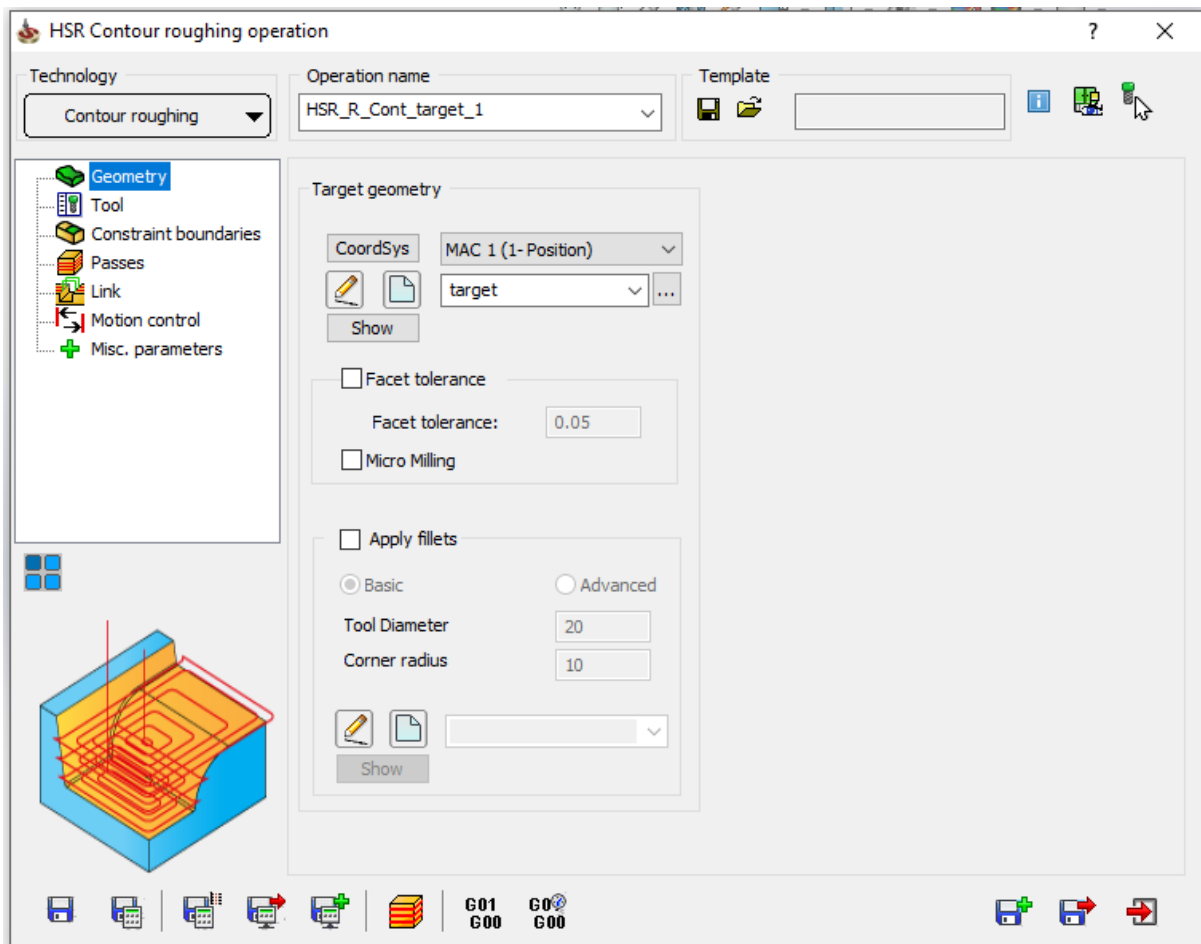 HSR Contour roughing operation
?
Technology
Operation name
Template
Contour roughing
HSR_R_Cont_target_1
Geometry
Tool
Constraint boundaries
Passes
Link
Motion control
Misc. parameters
Target geometry
CoordSys
MAC 1 (1- Position)
target
...
Show
Facet tolerance
Facet tolerance:
0.05
Micro Milling
Apply fillets
Basic
Advanced
Tool Diameter
20
Corner radius
10
Show
G01
G00
G0
G00